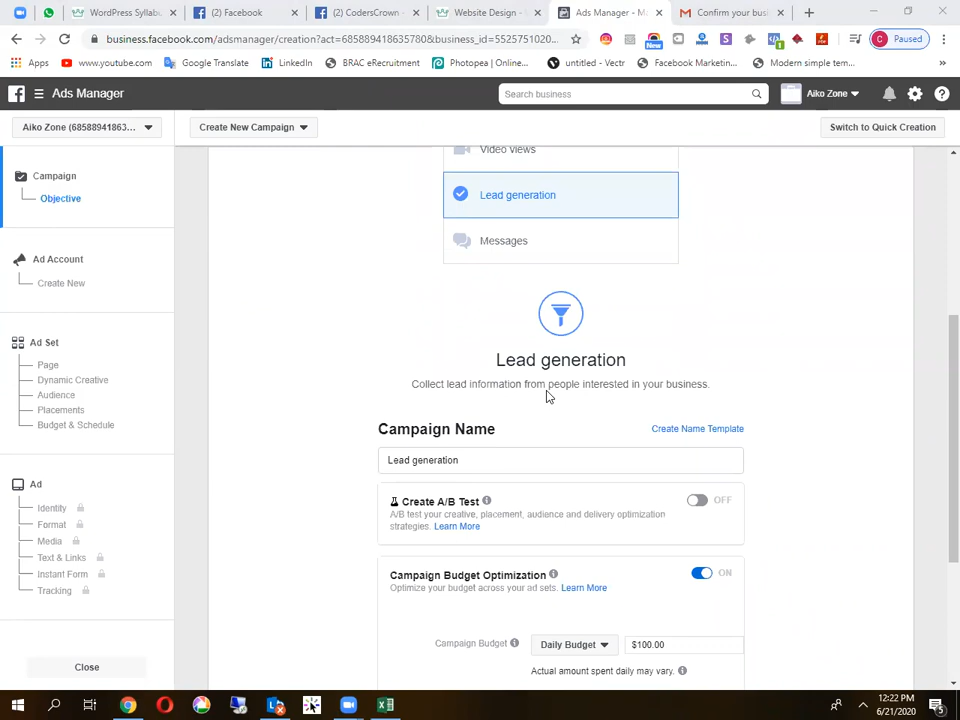 WordPress Syllabu
(2) Facebook
(2) CodersCrown
Website Design -
Ads Manager - M
Confirm your busi
business.facebook.com/adsmanager/creation?act=685889418635780&business_id=5525751020...
New
Paused
Apps
www.youtube.com
Google Translate
LinkedIn
BRAC eRecruitment
Photopea | Online...
untitled - Vectr
Facebook Marketin...
Modern simple tem...
Ads Manager
Search business
Aiko Zone
Aiko Zone (68588941863...
Create New Campaign
Switch to Quick Creation
Campaign
Objective
Ad Account
Create New
Ad Set
Page
Dynamic Creative
Audience
Placements
Budget & Schedule
Ad
Identity
Format
Media
Text & Links
Instant Form
Tracking
Close
Video views
Lead generation
Messages
Lead generation
Collect lead information from people interested in your business.
Campaign Name
Create Name Template
Lead generation
Create A/B Test
OFF
A/B test your creative, placement, audience and delivery optimization
strategies. Learn More
Campaign Budget Optimization
ON
Optimize your budget across your ad sets. Learn More
Campaign Budget
Daily Budget
$100.00
Actual amount spent daily may vary.
12:22 PM
6/21/2020
5